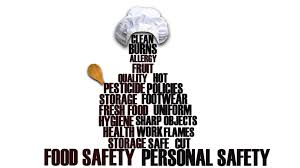 CLEAN
BURNS
ALLERGY
FRUIT
QUALITY HOT
PESTICIDE POLICIES
STORAGE FOOTWEAR
FRESH FOOD UNIFORM
HYGIENE SHARP OBJECTS
HEALTH WORK FLAMES
STORAGE SAFE CUT
FOOD SAFETY PERSONAL SAFETY